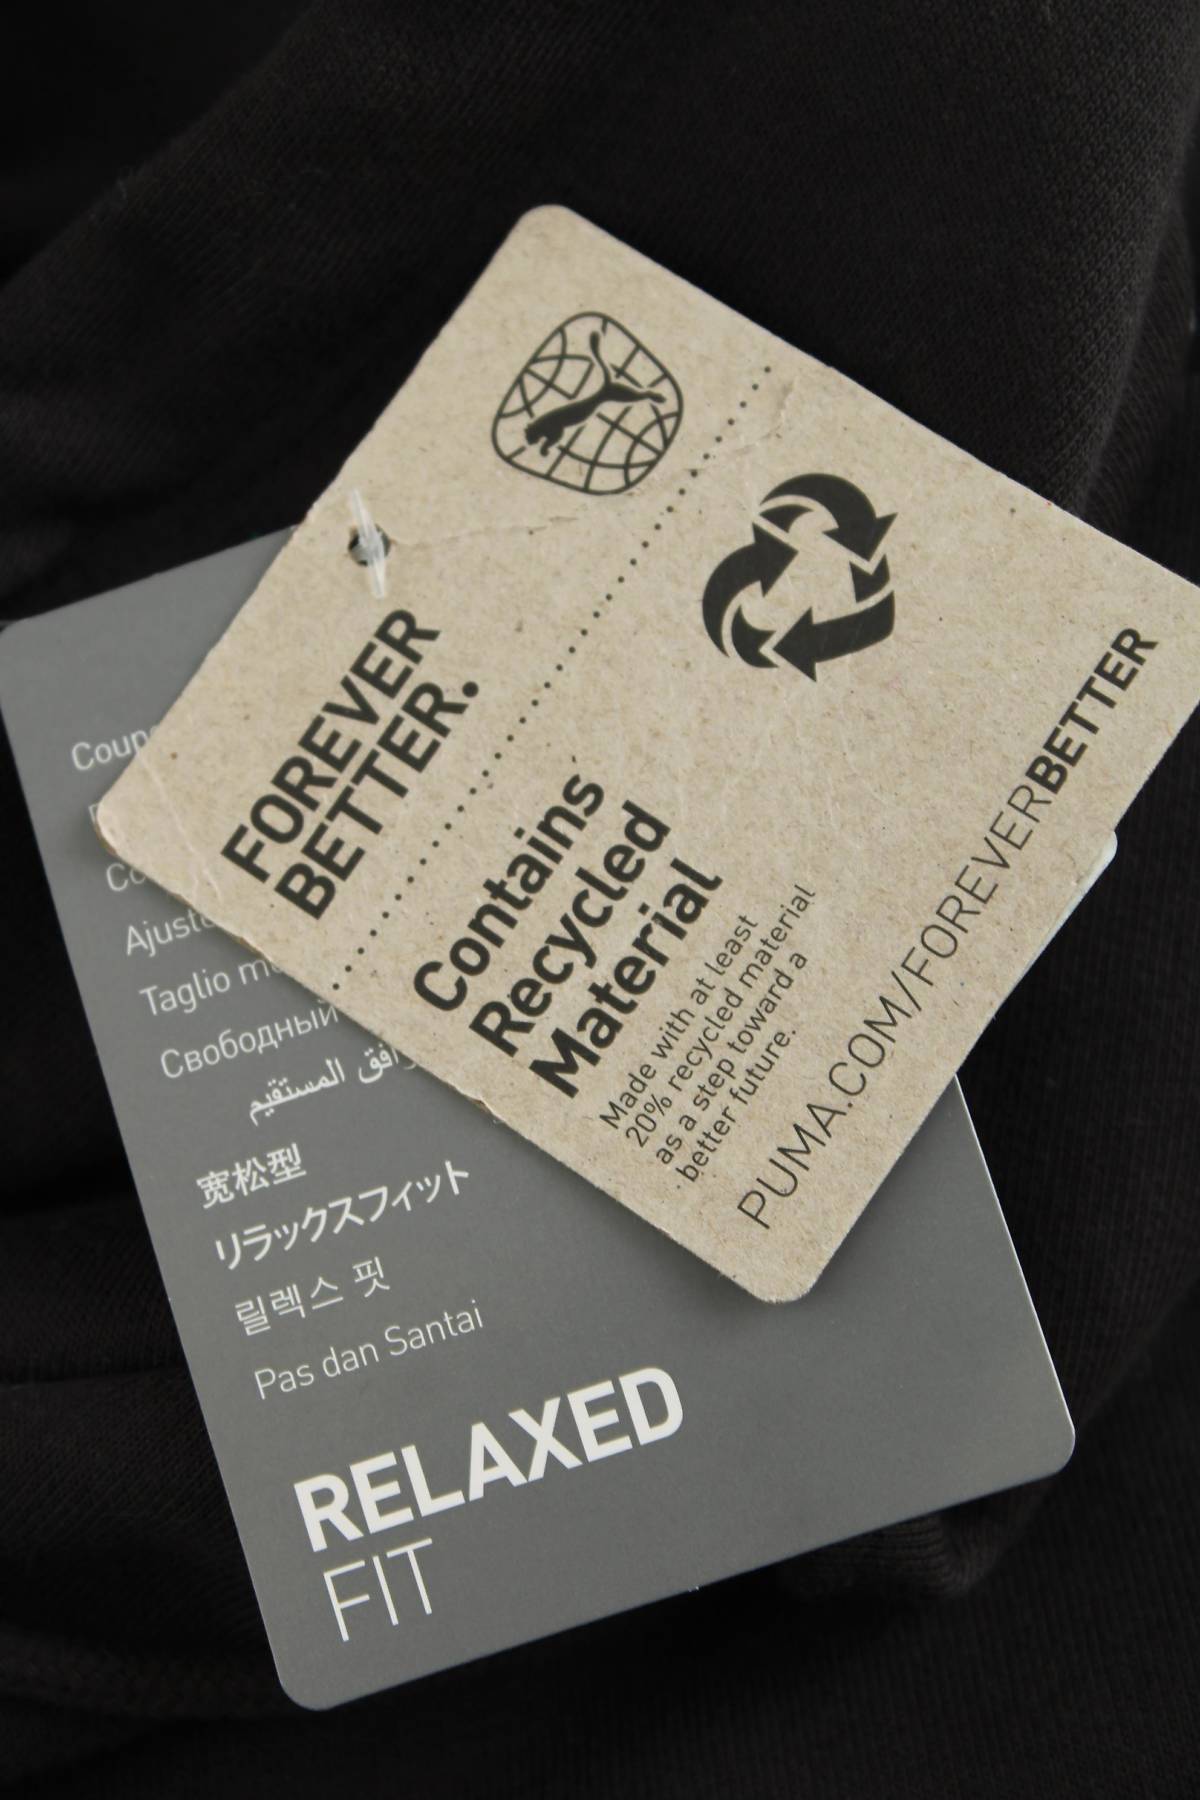 FOREVER
BETTER.
Contains
Recycled
Material
Made with at least
20% recycled material
as a step toward a
better future.
PUMA.COM/FOREVERBETTER
Taglio
Свободный
المستقيم
宽松型
リラックスフィット
릴렉스 핏
Pas dan Santai
RELAXED
FIT